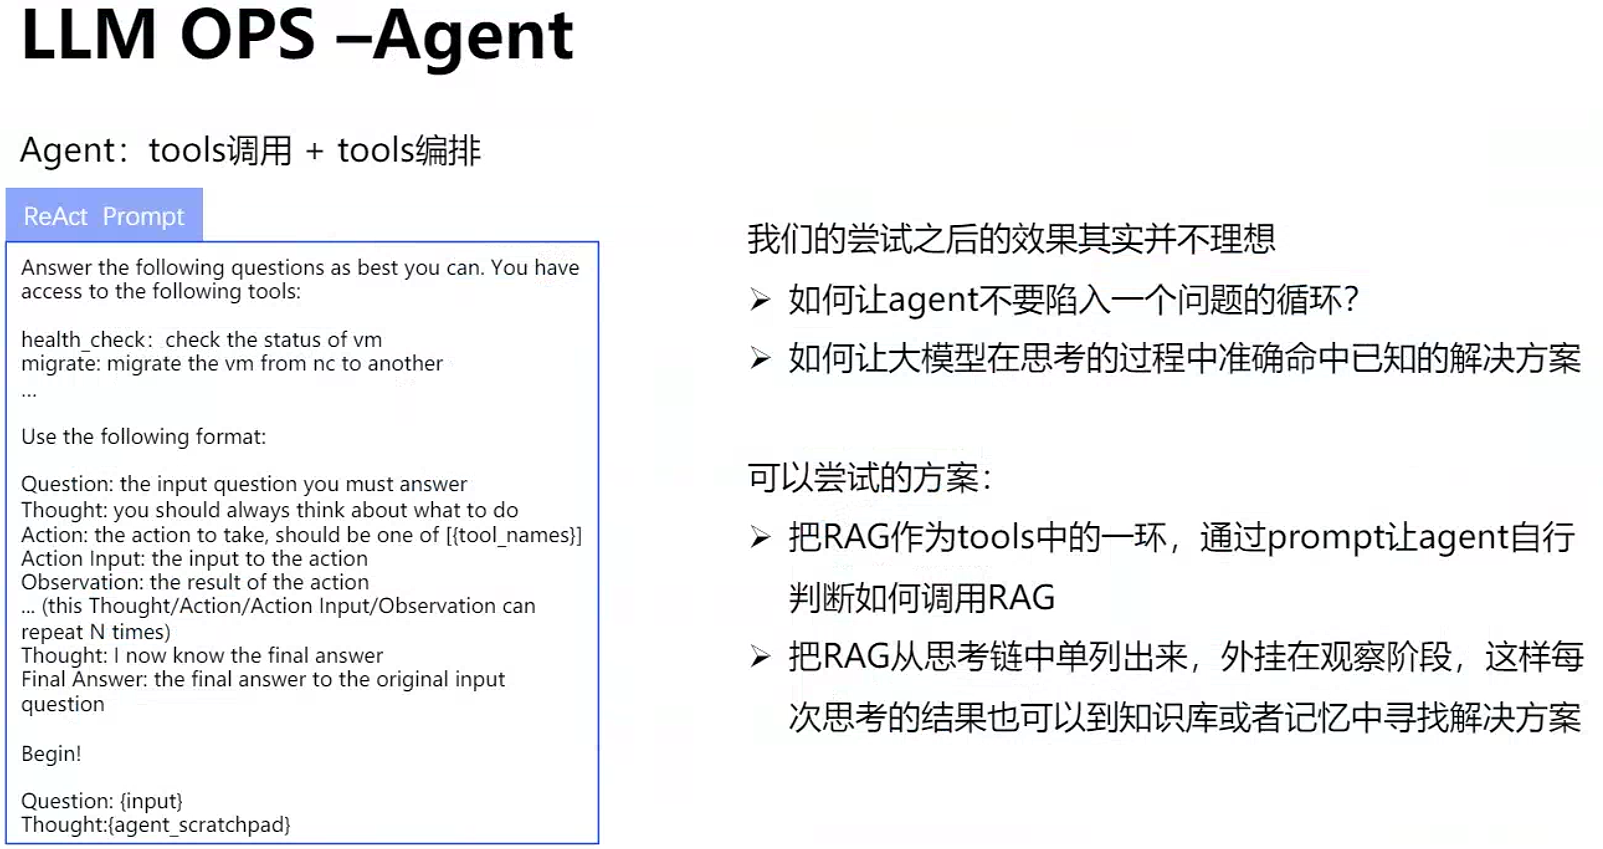 LLM OPS –Agent
Agent：tools调用 + tools编排
ReAct Prompt
Answer the following questions as best you can. You have
access to the following tools:
health_check：check the status of vm
migrate: migrate the vm from nc to another
...
Use the following format:
Question: the input question you must answer
Thought: you should always think about what to do
Action: the action to take, should be one of [{tool_names}]
Action Input: the input to the action
Observation: the result of the action
... (this Thought/Action/Action Input/Observation can
repeat N times)
Thought: I now know the final answer
Final Answer: the final answer to the original input
question
Begin!
Question: {input}
Thought:{agent_scratchpad}
我们的尝试之后的效果其实并不理想
➢ 如何让agent不要陷入一个问题的循环？
➢ 如何让大模型在思考的过程中准确命中已知的解决方案
可以尝试的方案：
➢ 把RAG作为tools中的一环，通过prompt让agent自行
判断如何调用RAG
➢ 把RAG从思考链中单列出来，外挂在观察阶段，这样每
次思考的结果也可以到知识库或者记忆中寻找解决方案